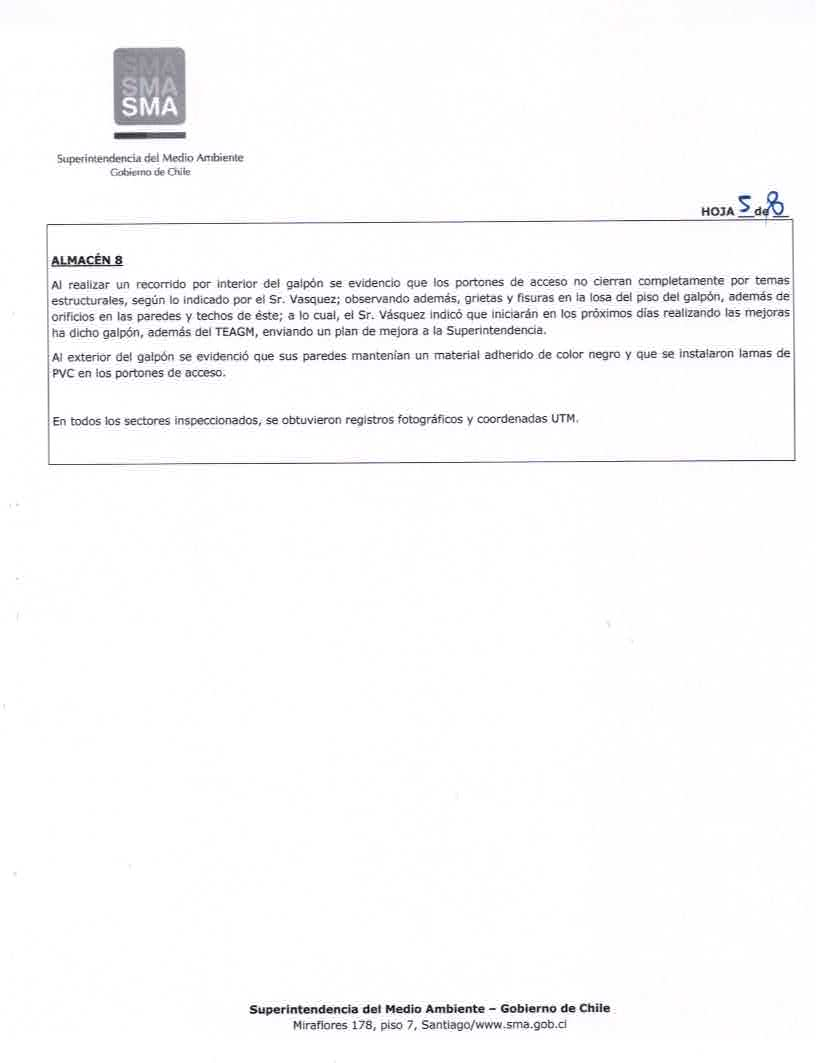 SMA
SMA
SMA
Superintendencia del Medio Ambiente
Gobierno de Chile
HOJA 5 de 8
ALMACÉN 8
Al realizar un recorrido por interior del galpón se evidencio que los portones de acceso no cierran completamente por temas
estructurales, según lo indicado por el Sr. Vasquez; observando además, grietas y fisuras en la losa del piso del galpón, además de
orificios en las paredes y techos de éste; a lo cual, el Sr. Vásquez indicó que iniciarán en los próximos días realizando las mejoras
ha dicho galpón, además del TEAGM, enviando un plan de mejora a la Superintendencia.
Al exterior del galpón se evidenció que sus paredes mantenían un material adherido de color negro y que se instalaron lamas de
PVC en los portones de acceso.
En todos los sectores inspeccionados, se obtuvieron registros fotográficos y coordenadas UTM.
Superintendencia del Medio Ambiente – Gobierno de Chile
Miraflores 178, piso 7, Santiago/www.sma.gob.cl